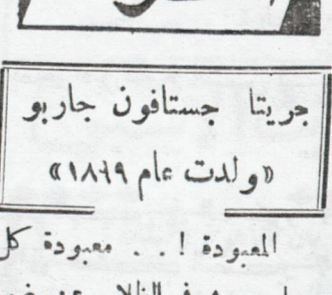 جريتا جستافون جاربو
«ولدت عام ١٨٦٩»
المعبودة ! . . معبودة كل